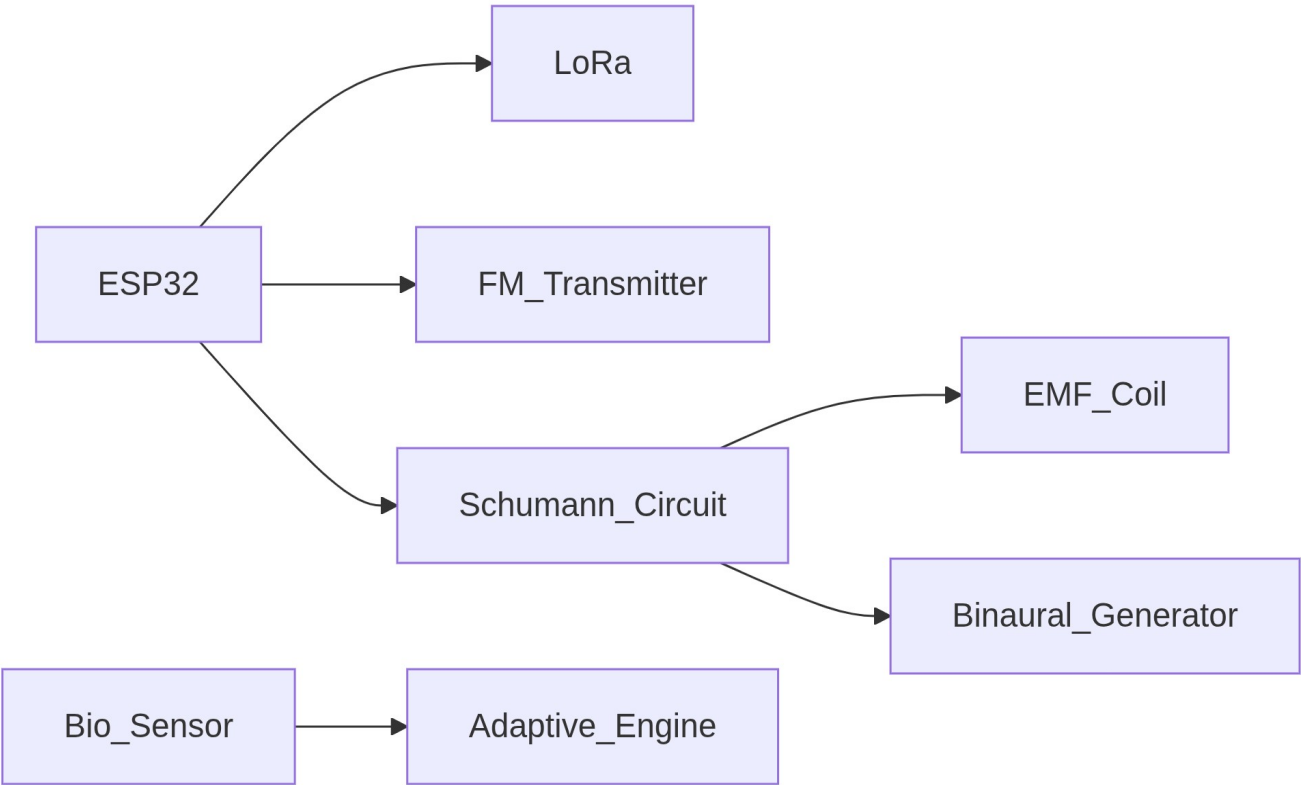 LoRa
ESP32
FM_Transmitter
EMF_Coil
Schumann_Circuit
Binaural_Generator
Bio_Sensor
Adaptive_Engine